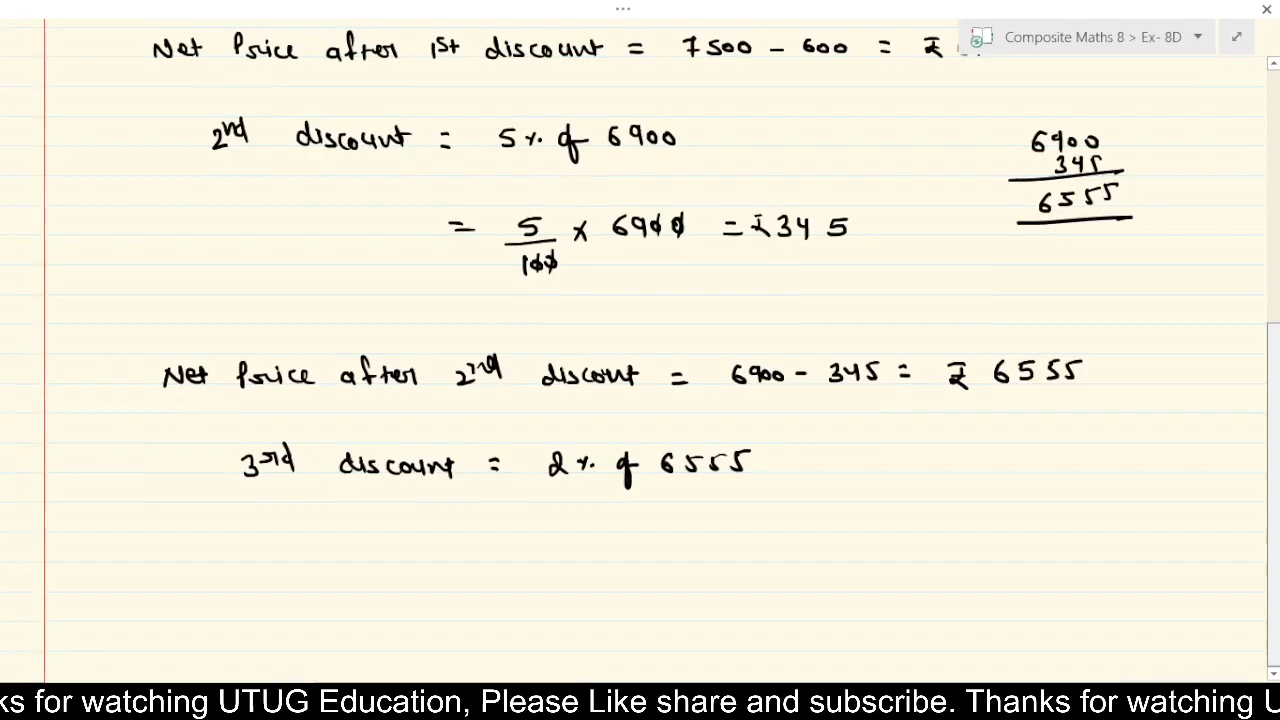 Net Price after 1st discount = 7500 - 600 = ₹
Composite Maths 8 > Ex- 8D
2nd discount = 5% of 6900
6900
345
6555
= 5/100 × 6900 = ₹345
Net Price after 2nd discount = 6900 - 345 = ₹ 6555
3rd discount = 2% of 6555
ks for watching UTUG Education, Please Like share and subscribe. Thanks for watching U